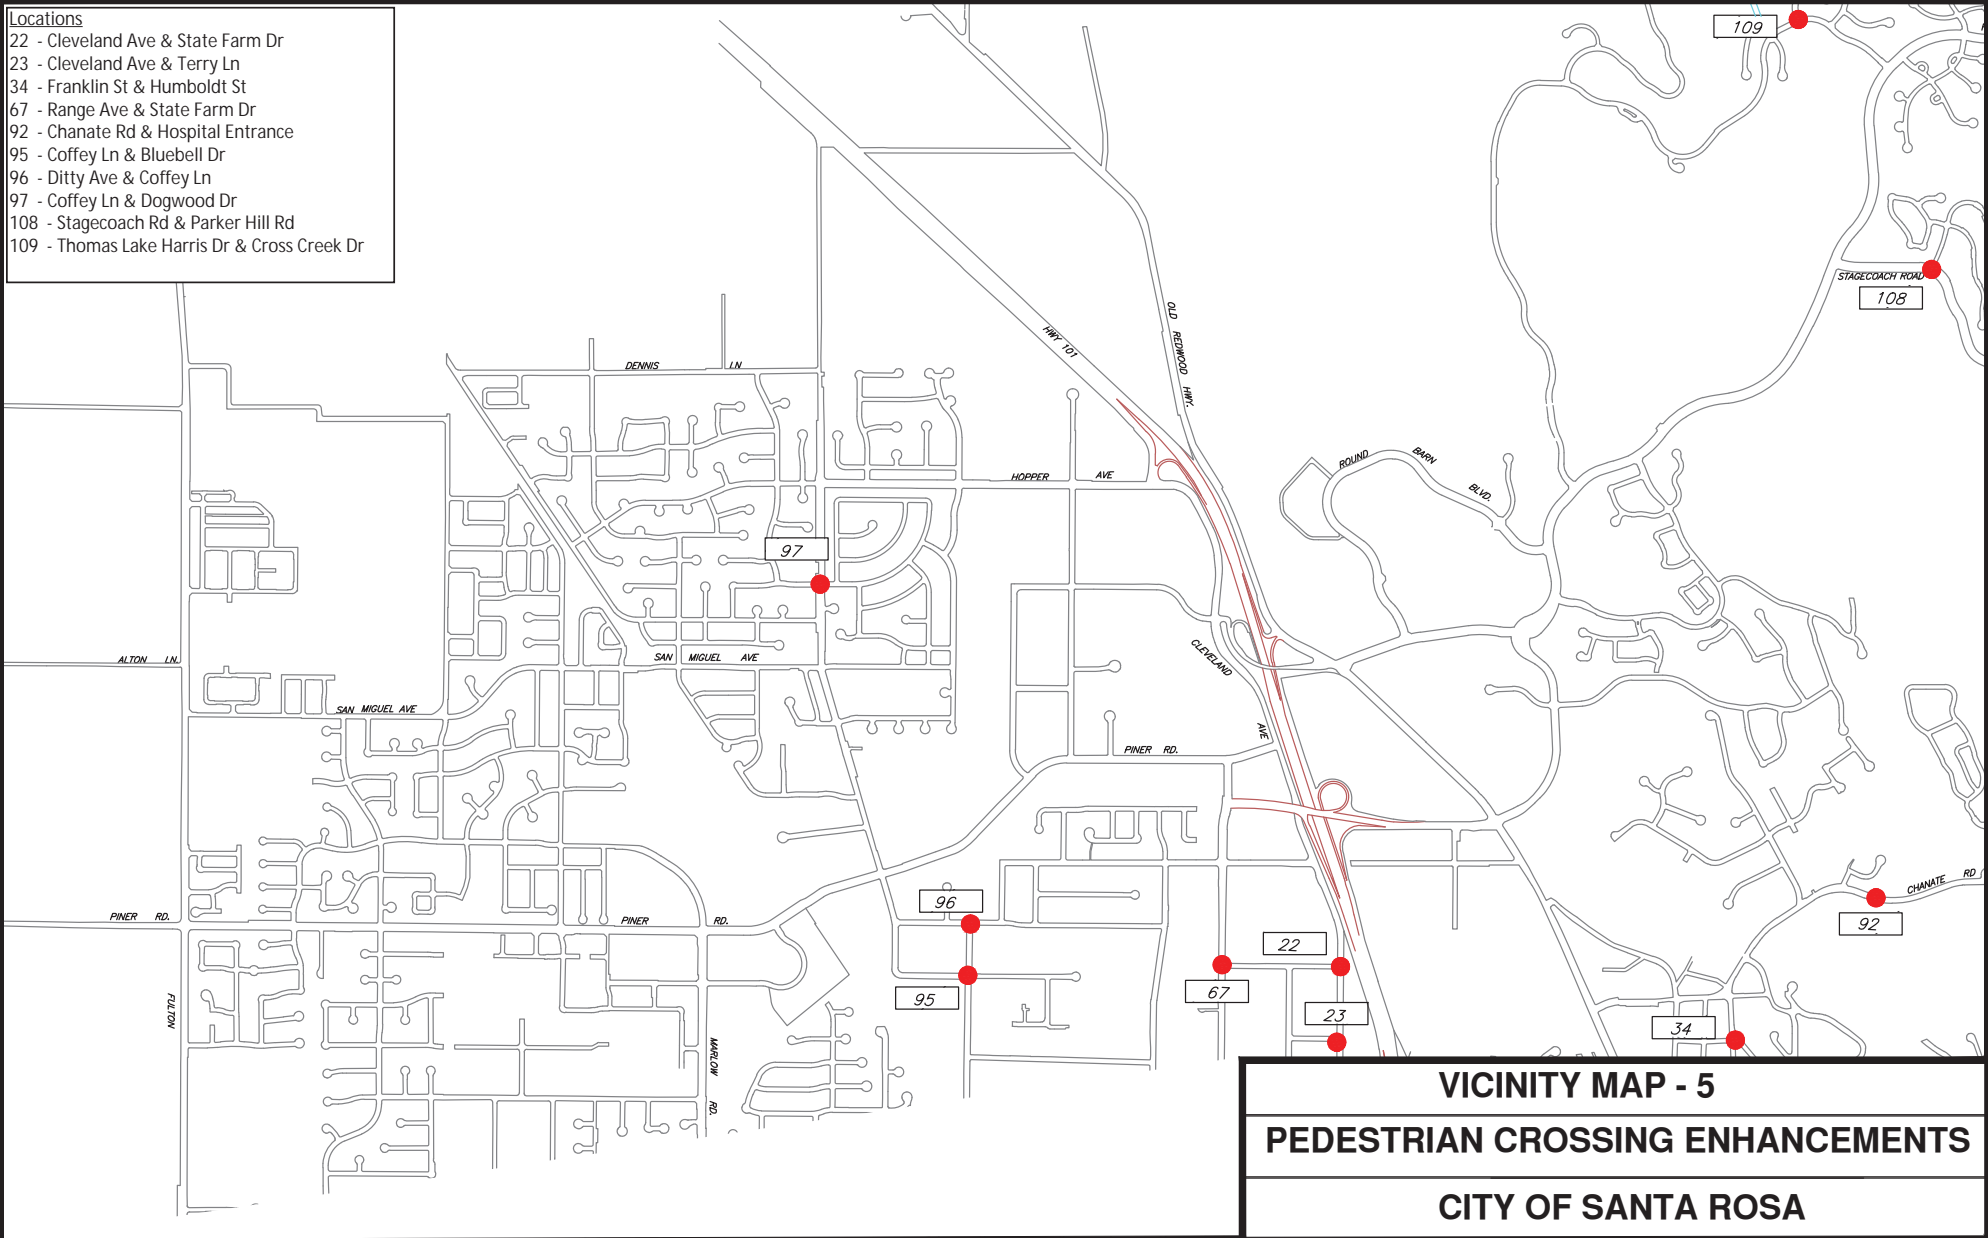 Locations
22 - Cleveland Ave & State Farm Dr
23 - Cleveland Ave & Terry Ln
34 - Franklin St & Humboldt St
67 - Range Ave & State Farm Dr
92 - Chanate Rd & Hospital Entrance
95 - Coffey Ln & Bluebell Dr
96 - Ditty Ave & Coffey Ln
97 - Coffey Ln & Dogwood Dr
108 - Stagecoach Rd & Parker Hill Rd
109 - Thomas Lake Harris Dr & Cross Creek Dr
109
STAGECOACH ROAD
108
OLD REDWOOD HWY.
HWY 101
DENNIS LN
ROUND BARN BLVD.
HOPPER AVE
97
CLEVELAND AVE
ALTON LN.
SAN MIGUEL AVE
SAN MIGUEL AVE
PINER RD.
CHANATE RD
92
96
PINER RD.
PINER RD.
22
67
95
23
34
FULTON
MARLOW RD.
VICINITY MAP - 5
PEDESTRIAN CROSSING ENHANCEMENTS
CITY OF SANTA ROSA